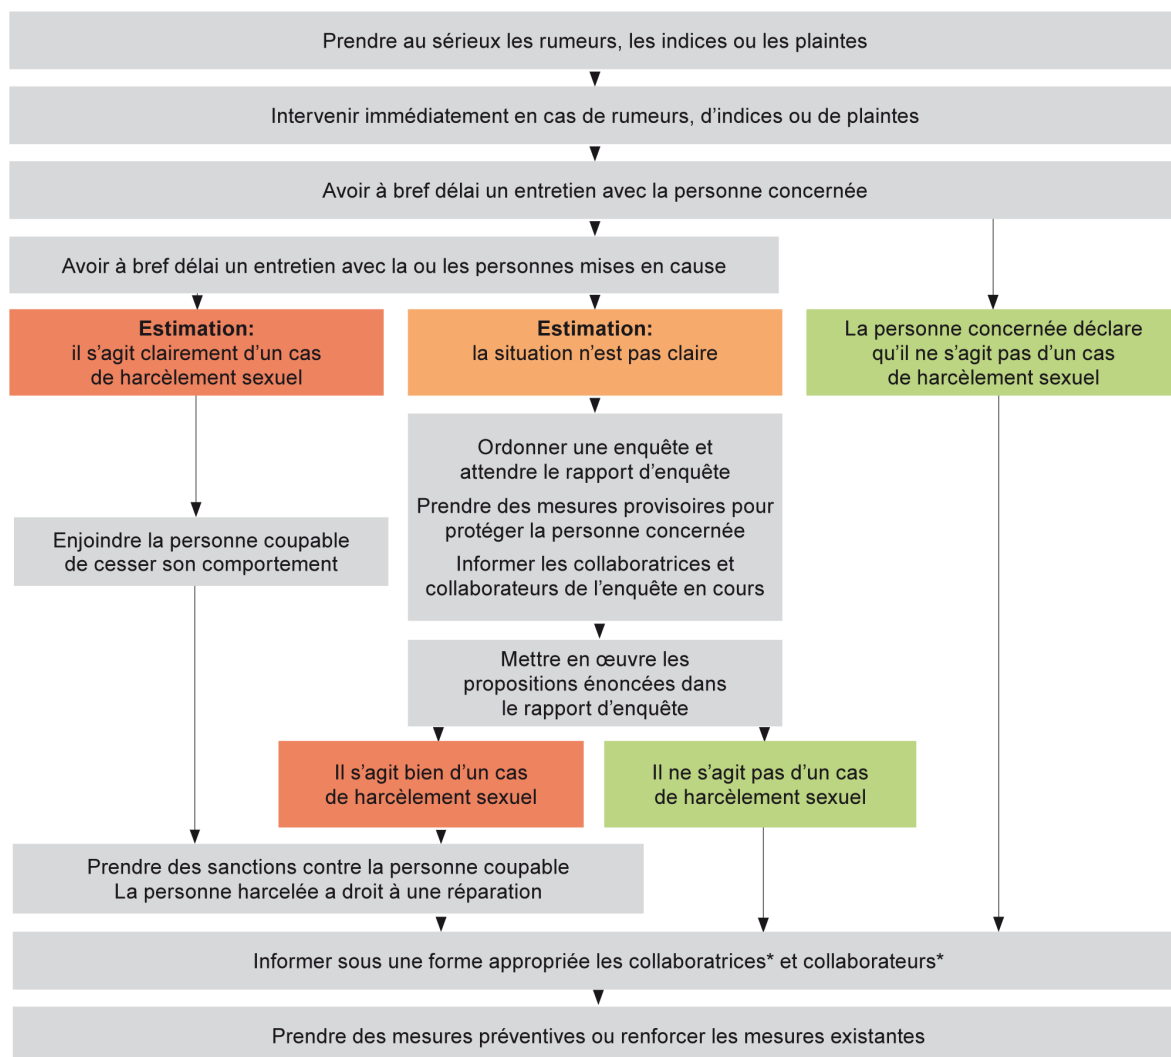 Prendre au sérieux les rumeurs, les indices ou les plaintes
Intervenir immédiatement en cas de rumeurs, d’indices ou de plaintes
Avoir à bref délai un entretien avec la personne concernée
Avoir à bref délai un entretien avec la ou les personnes mises en cause
Estimation:
il s’agit clairement d’un cas
de harcèlement sexuel
Estimation:
la situation n’est pas claire
La personne concernée déclare
qu’il ne s’agit pas d’un cas
de harcèlement sexuel
Ordonner une enquête et
attendre le rapport d’enquête
Prendre des mesures provisoires pour
protéger la personne concernée
Informer les collaboratrices et
collaborateurs de l’enquête en cours
Enjoindre la personne coupable
de cesser son comportement
Mettre en œuvre les
propositions énoncées dans
le rapport d’enquête
Il s’agit bien d’un cas
de harcèlement sexuel
Il ne s’agit pas d’un cas
de harcèlement sexuel
Prendre des sanctions contre la personne coupable
La personne harcelée a droit à une réparation
Informer sous une forme appropriée les collaboratrices* et collaborateurs*
Prendre des mesures préventives ou renforcer les mesures existantes